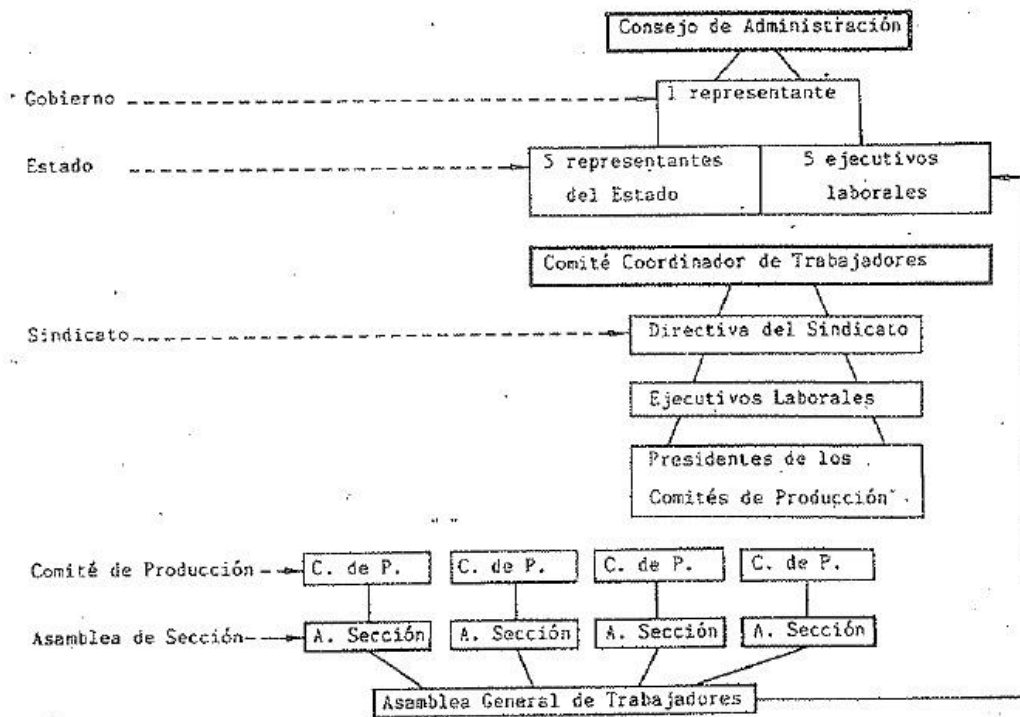 Consejo de Administración
Gobierno
1 representante
Estado
5 representantes
del Estado
5 ejecutivos
laborales
Comité Coordinador de Trabajadores
Sindicato
Directiva del Sindicato
Ejecutivos Laborales
Presidentes de los
Comités de Producción
Comité de Producción
C. de P.
C. de P.
C. de P.
C. de P.
Asamblea de Sección
A. Sección
A. Sección
A. Sección
A. Sección
Asamblea General de Trabajadores